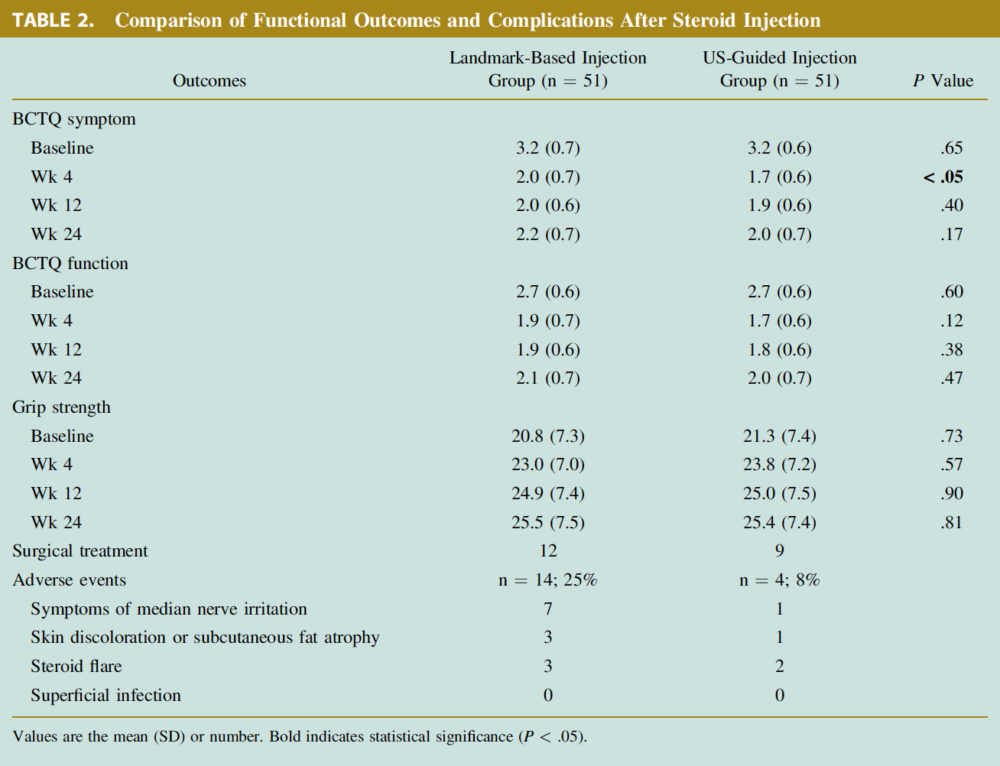 TABLE 2. Comparison of Functional Outcomes and Complications After Steroid Injection
Outcomes Landmark-Based Injection Group (n = 51) US-Guided Injection Group (n = 51) P Value
BCTQ symptom
Baseline 3.2 (0.7) 3.2 (0.6) .65
Wk 4 2.0 (0.7) 1.7 (0.6) < .05
Wk 12 2.0 (0.6) 1.9 (0.6) .40
Wk 24 2.2 (0.7) 2.0 (0.7) .17
BCTQ function
Baseline 2.7 (0.6) 2.7 (0.6) .60
Wk 4 1.9 (0.7) 1.7 (0.6) .12
Wk 12 1.9 (0.6) 1.8 (0.6) .38
Wk 24 2.1 (0.7) 2.0 (0.7) .47
Grip strength
Baseline 20.8 (7.3) 21.3 (7.4) .73
Wk 4 23.0 (7.0) 23.8 (7.2) .57
Wk 12 24.9 (7.4) 25.0 (7.5) .90
Wk 24 25.5 (7.5) 25.4 (7.4) .81
Surgical treatment 12 9
Adverse events n = 14; 25% n = 4; 8%
Symptoms of median nerve irritation 7 1
Skin discoloration or subcutaneous fat atrophy 3 1
Steroid flare 3 2
Superficial infection 0 0
Values are the mean (SD) or number. Bold indicates statistical significance (P < .05).